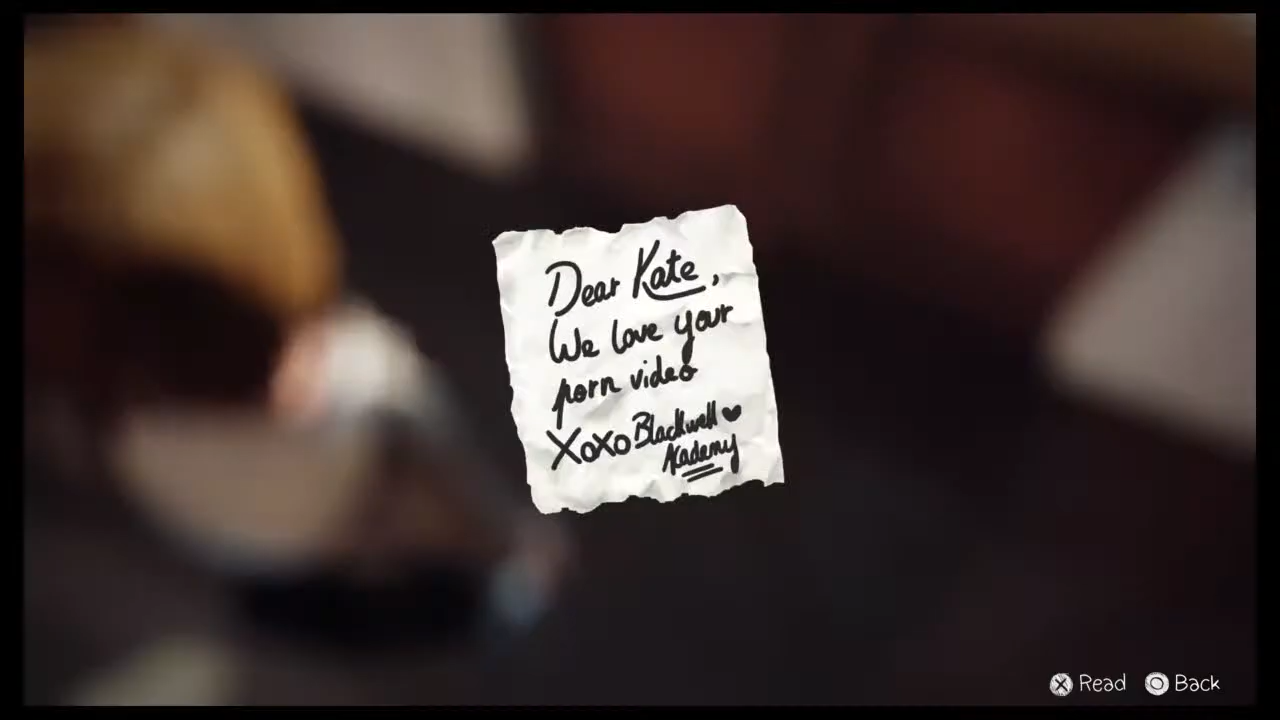 Dear Kate,
We love your
porn video
XoXo Blackwell ♥
Academy
Read
Back